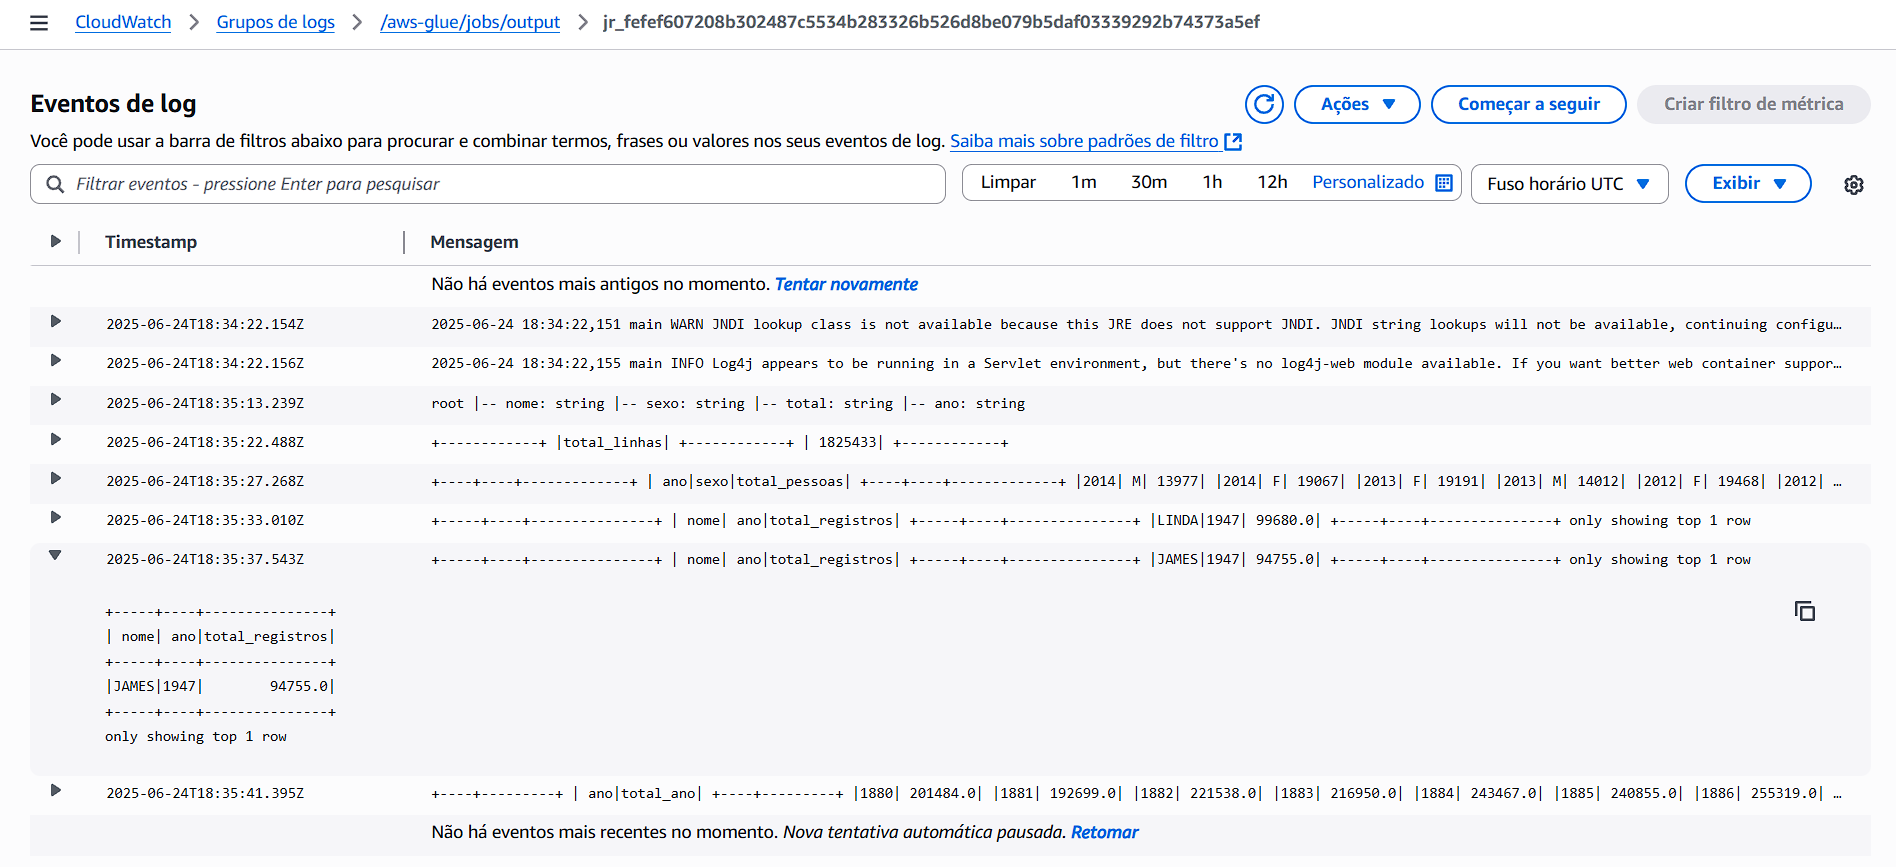 CloudWatch > Grupos de logs > /aws-glue/jobs/output > jr_fefef607208b302487c5534b283326b526d8be079b5daf03339292b74373a5ef
Eventos de log
Ações Começar a seguir Criar filtro de métrica
Você pode usar a barra de filtros abaixo para procurar e combinar termos, frases ou valores nos seus eventos de log. Saiba mais sobre padrões de filtro
Filtrar eventos - pressione Enter para pesquisar Limpar 1m 30m 1h 12h Personalizado Fuso horário UTC Exibir
Timestamp Mensagem
Não há eventos mais antigos no momento. Tentar novamente
2025-06-24T18:34:22.154Z 2025-06-24 18:34:22,151 main WARN JNDI lookup class is not available because this JRE does not support JNDI. JNDI string lookups will not be available, continuing configu…
2025-06-24T18:34:22.156Z 2025-06-24 18:34:22,155 main INFO Log4j appears to be running in a Servlet environment, but there's no log4j-web module available. If you want better web container suppor…
2025-06-24T18:35:13.239Z root |-- nome: string |-- sexo: string |-- total: string |-- ano: string
2025-06-24T18:35:22.488Z +------------+ |total_linhas| +------------+ | 1825433| +------------+
2025-06-24T18:35:27.268Z +----+----+-------------+ | ano|sexo|total_pessoas| +----+----+-------------+ |2014| M| 13977| |2014| F| 19067| |2013| F| 19191| |2013| M| 14012| |2012| F| 19468| |2012| …
2025-06-24T18:35:33.010Z +-----+----+---------------+ | nome| ano|total_registros| +-----+----+---------------+ |LINDA|1947| 99680.0| +-----+----+---------------+ only showing top 1 row
2025-06-24T18:35:37.543Z +-----+----+---------------+ | nome| ano|total_registros| +-----+----+---------------+ |JAMES|1947| 94755.0| +-----+----+---------------+ only showing top 1 row
+-----+----+---------------+
| nome| ano|total_registros|
+-----+----+---------------+
|JAMES|1947|        94755.0|
+-----+----+---------------+
only showing top 1 row
2025-06-24T18:35:41.395Z +----+---------+ | ano|total_ano| +----+---------+ |1880| 201484.0| |1881| 192699.0| |1882| 221538.0| |1883| 216950.0| |1884| 243467.0| |1885| 240855.0| |1886| 255319.0| …
Não há eventos mais recentes no momento. Nova tentativa automática pausada. Retomar